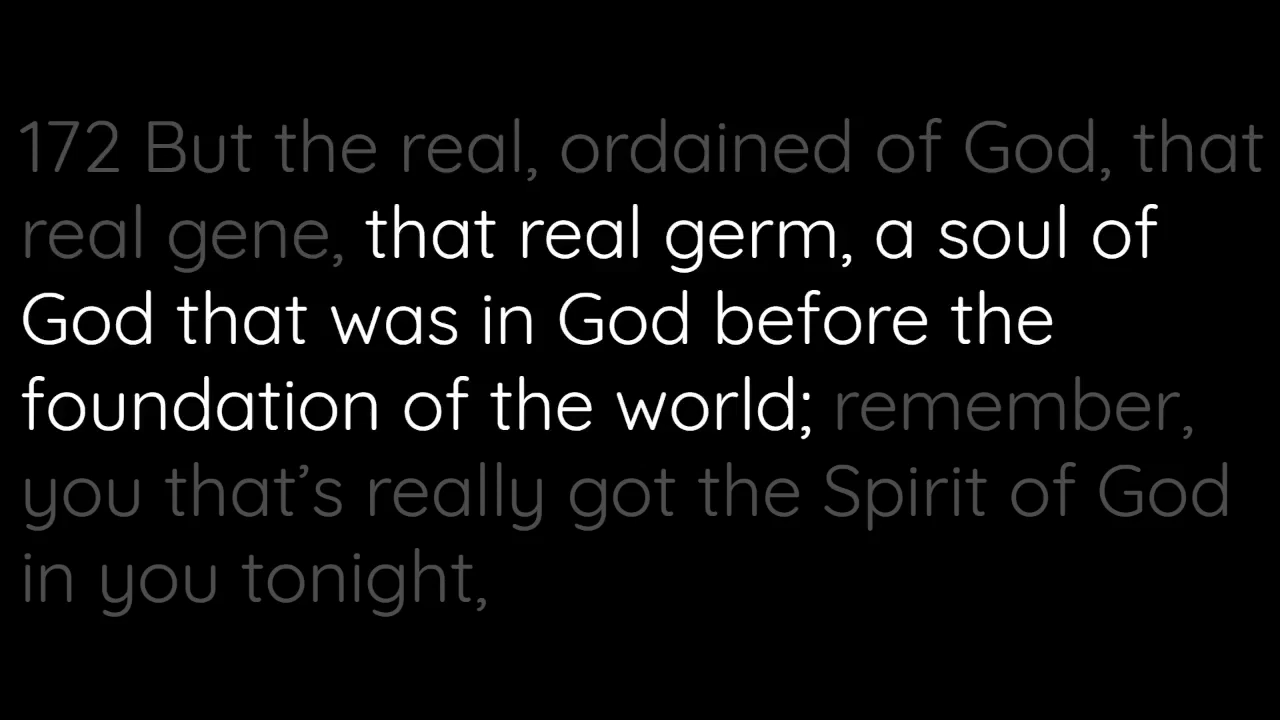 172 But the real, ordained of God, that
real gene, that real germ, a soul of
God that was in God before the
foundation of the world; remember,
you that’s really got the Spirit of God
in you tonight,